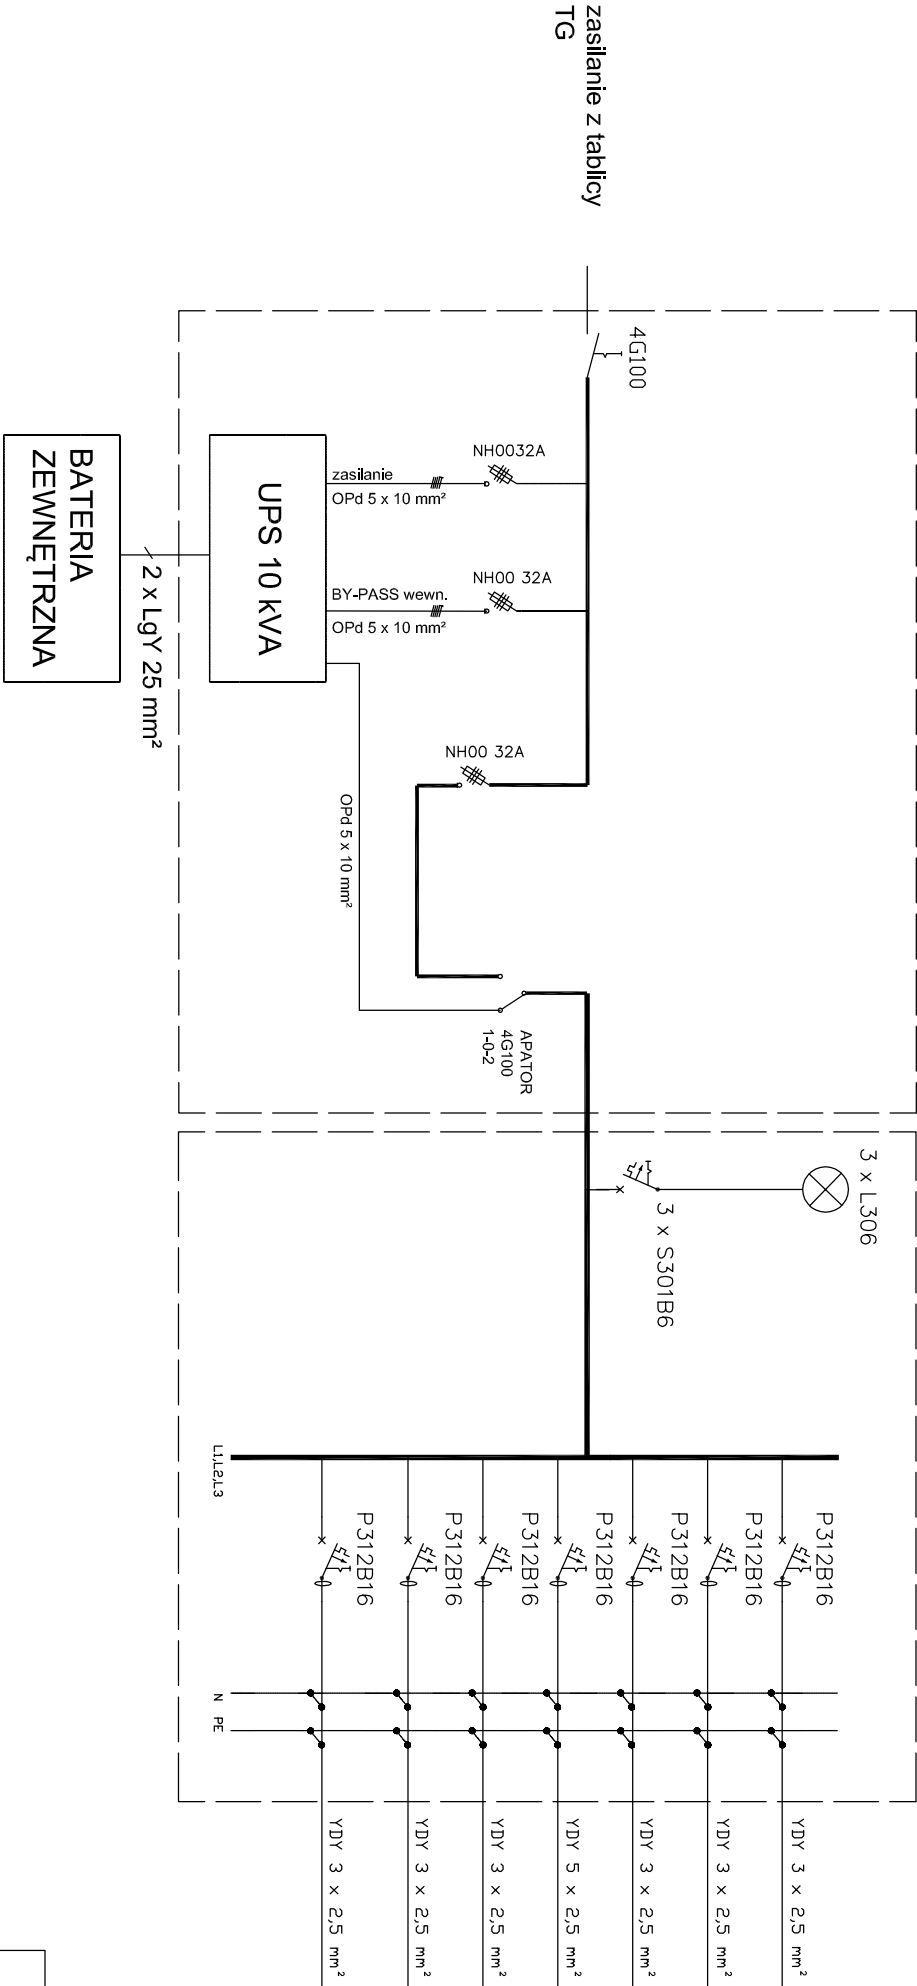 zasilanie z tablicy
TG
4G100
NH0032A
zasilanie
OPd 5 x 10 mm²
NH00 32A
BY-PASS wewn.
OPd 5 x 10 mm²
UPS 10 kVA
BATERIA
ZEWNĘTRZNA
2 x LgY 25 mm²
NH00 32A
OPd 5 x 10 mm²
APATOR
4G100
1-0-2
3 x L306
3 x S301B6
L1,L2,L3
P312B16
P312B16
P312B16
P312B16
P312B16
P312B16
P312B16
N
PE
YDY 3 x 2,5 mm²
YDY 3 x 2,5 mm²
YDY 3 x 2,5 mm²
YDY 5 x 2,5 mm²
YDY 3 x 2,5 mm²
YDY 3 x 2,5 mm²
YDY 3 x 2,5 mm²